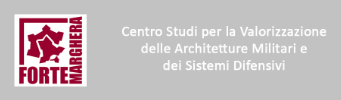 FORTE
MARGHERA
Centro Studi per la Valorizzazione
delle Architetture Militari e
dei Sistemi Difensivi